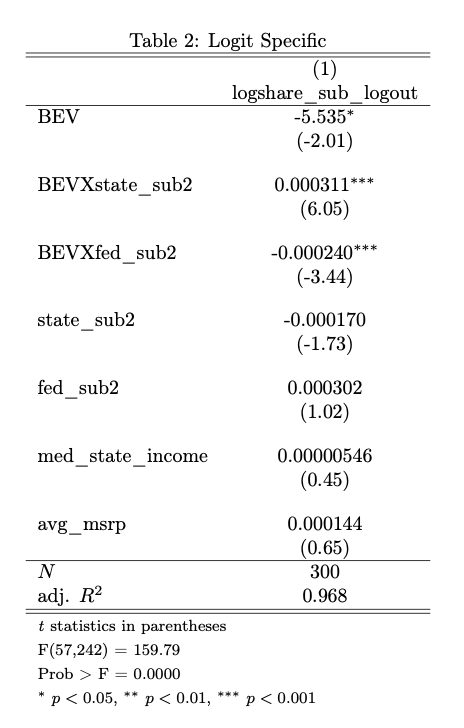 Table 2: Logit Specific
(1)
logshare_sub_logout
BEV -5.535*
(-2.01)
BEVXstate_sub2 0.000311***
(6.05)
BEVXfed_sub2 -0.000240***
(-3.44)
state_sub2 -0.000170
(-1.73)
fed_sub2 0.000302
(1.02)
med_state_income 0.00000546
(0.45)
avg_msrp 0.000144
(0.65)
N 300
adj. R² 0.968
t statistics in parentheses
F(57,242) = 159.79
Prob > F = 0.0000
* p < 0.05, ** p < 0.01, *** p < 0.001